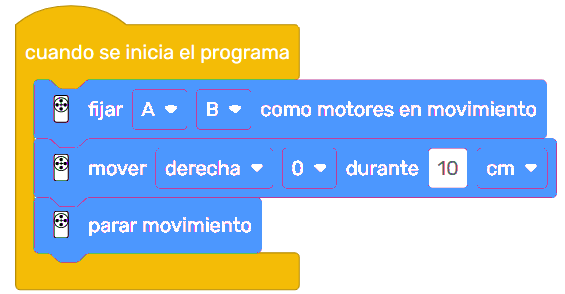 cuando se inicia el programa
fijar A B como motores en movimiento
mover derecha 0 durante 10 cm
parar movimiento